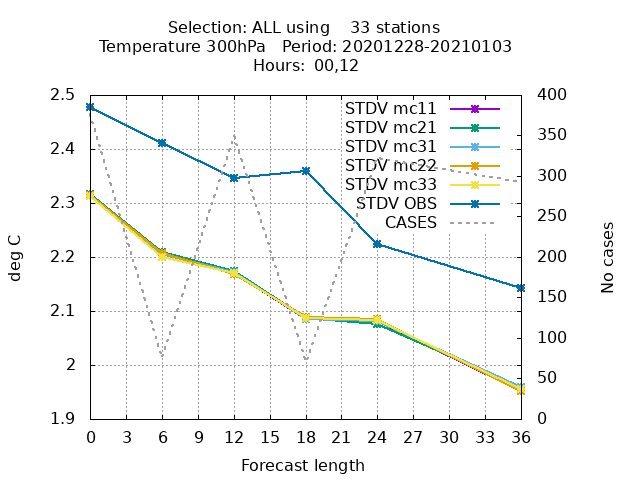 Selection: ALL using    33 stations
Temperature 300hPa   Period: 20201228-20210103
Hours:  00,12
2.5
2.4
2.3
2.2
2.1
2
1.9
deg C
STDV mc11
STDV mc21
STDV mc31
STDV mc22
STDV mc33
STDV OBS
CASES
400
350
300
250
200
150
100
50
0
No cases
0 3 6 9 12 15 18 21 24 27 30 33 36
Forecast length